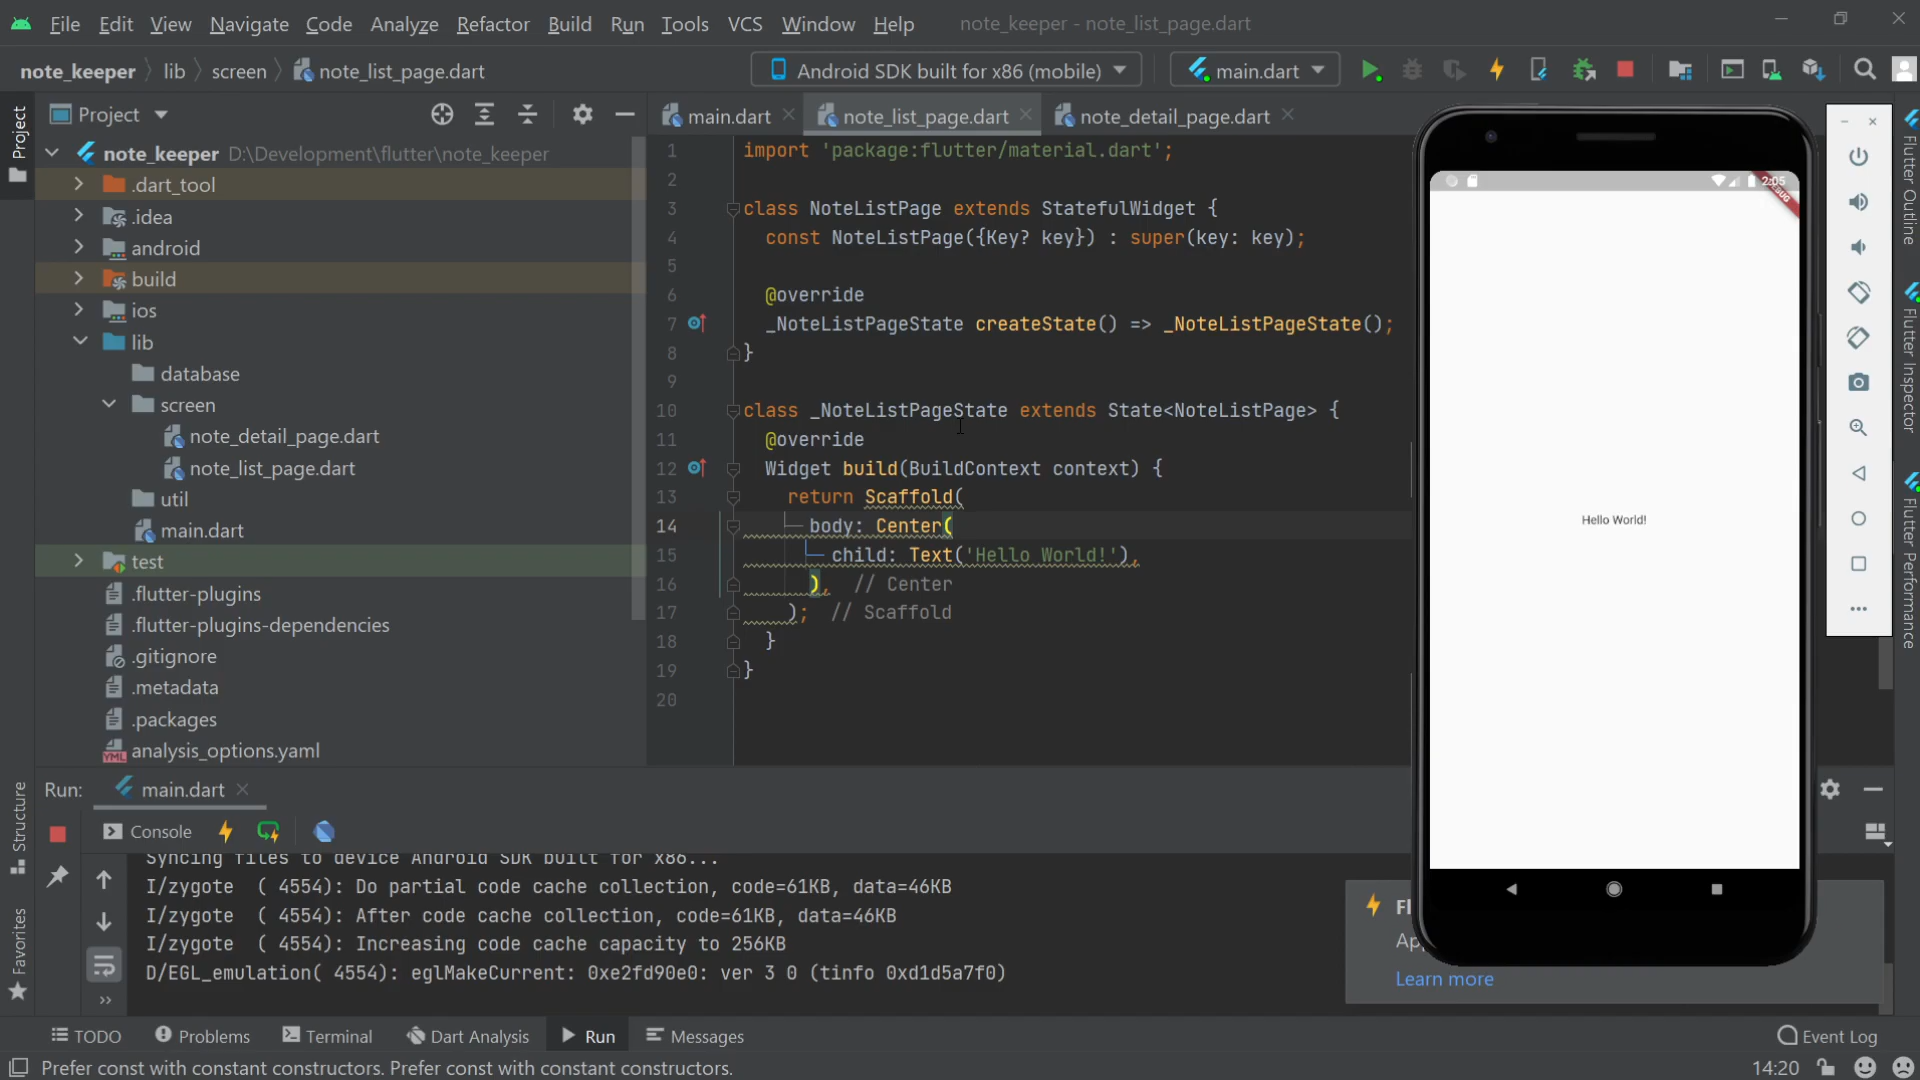 File Edit View Navigate Code Analyze Refactor Build Run Tools VCS Window Help note_keeper - note_list_page.dart
note_keeper lib screen note_list_page.dart Android SDK built for x86 (mobile) main.dart
Project
main.dart note_list_page.dart note_detail_page.dart
Project
note_keeper D:\Development\flutter\note_keeper
.dart_tool
.idea
android
build
ios
lib
database
screen
note_detail_page.dart
note_list_page.dart
util
main.dart
test
.flutter-plugins
.flutter-plugins-dependencies
.gitignore
.metadata
.packages
analysis_options.yaml
1 import 'package:flutter/material.dart';
2
3 class NoteListPage extends StatefulWidget {
4 const NoteListPage({Key? key}) : super(key: key);
5
6 @override
7 _NoteListPageState createState() => _NoteListPageState();
8 }
9
10 class _NoteListPageState extends State<NoteListPage> {
11 @override
12 Widget build(BuildContext context) {
13 return Scaffold(
14 body: Center(
15 child: Text('Hello World!'),
16 ), // Center
17 ); // Scaffold
18 }
19 }
20
2:05
DEBUG
Hello World!
Flutter Outline
Flutter Inspector
Flutter Performance
Run: main.dart
Console
Syncing files to device Android SDK built for x86...
I/zygote ( 4554): Do partial code cache collection, code=61KB, data=46KB
I/zygote ( 4554): After code cache collection, code=61KB, data=46KB
I/zygote ( 4554): Increasing code cache capacity to 256KB
D/EGL_emulation( 4554): eglMakeCurrent: 0xe2fd90e0: ver 3 0 (tinfo 0xd1d5a7f0)
Learn more
Structure
Favorites
TODO Problems Terminal Dart Analysis Run Messages Event Log
Prefer const with constant constructors. Prefer const with constant constructors. 14:20